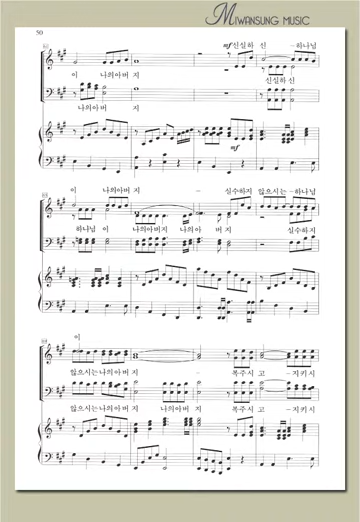 MIWANSUNG MUSIC
50
mf 신실하 신 - 하나님
이 나의아버 지
신실하 신
나의아버 지
mf
이 나의아버 지 - 실수하지 않으시는-하나님
하나님 이 나의아버지 나의아 버 지 실수하지
이
않으시는나의아버 지 - 복주시 고 - 지키시
않으시는나의아버 지 나의아버 지 복주시 고 - 지키시